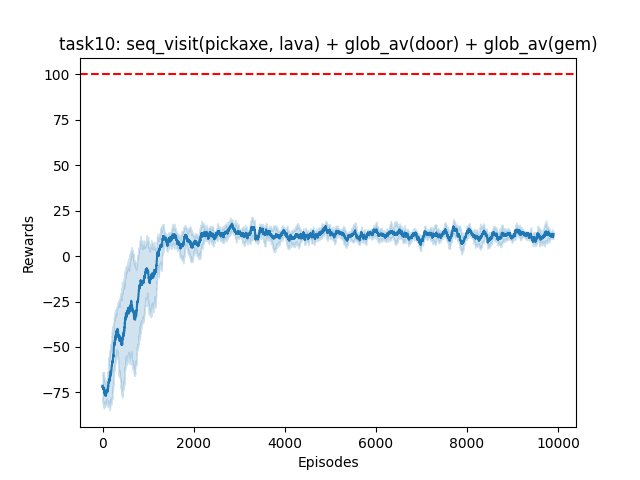 task10: seq_visit(pickaxe, lava) + glob_av(door) + glob_av(gem)
100
75
50
25
0
−25
−50
−75
Rewards
0 2000 4000 6000 8000 10000
Episodes